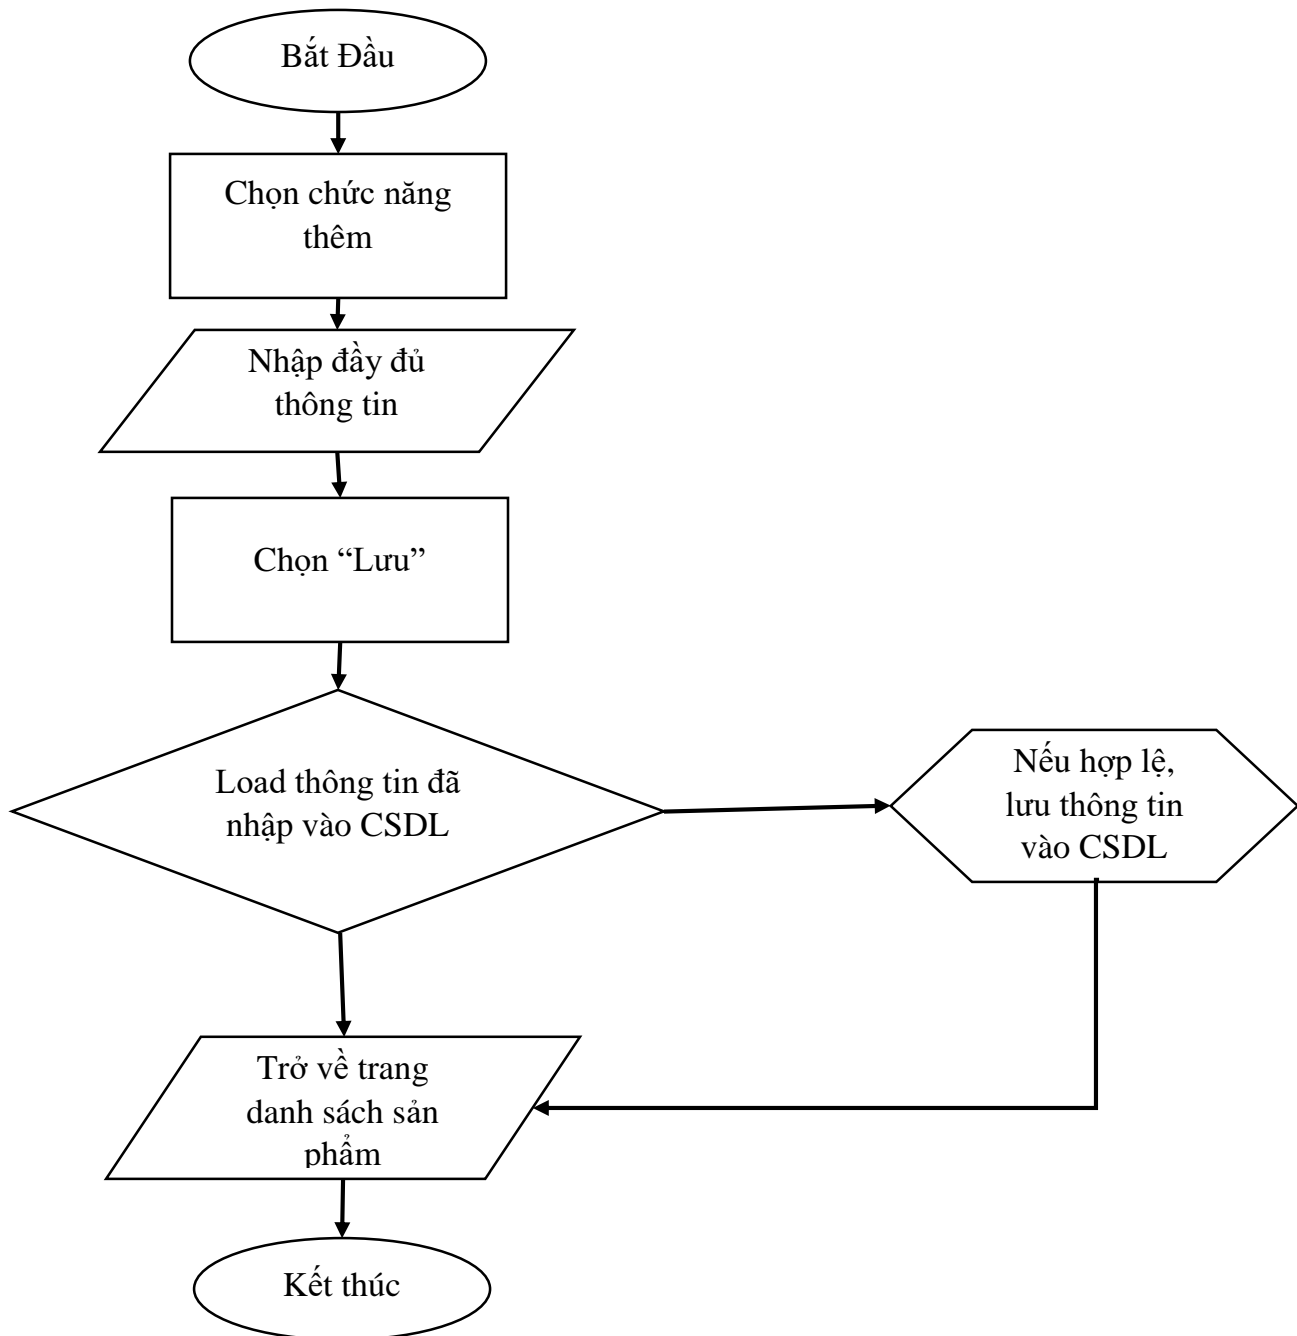 Bắt Đầu
Chọn chức năng
thêm
Nhập đầy đủ
thông tin
Chọn “Lưu”
Load thông tin đã
nhập vào CSDL
Nếu hợp lệ,
lưu thông tin
vào CSDL
Trở về trang
danh sách sản
phẩm
Kết thúc